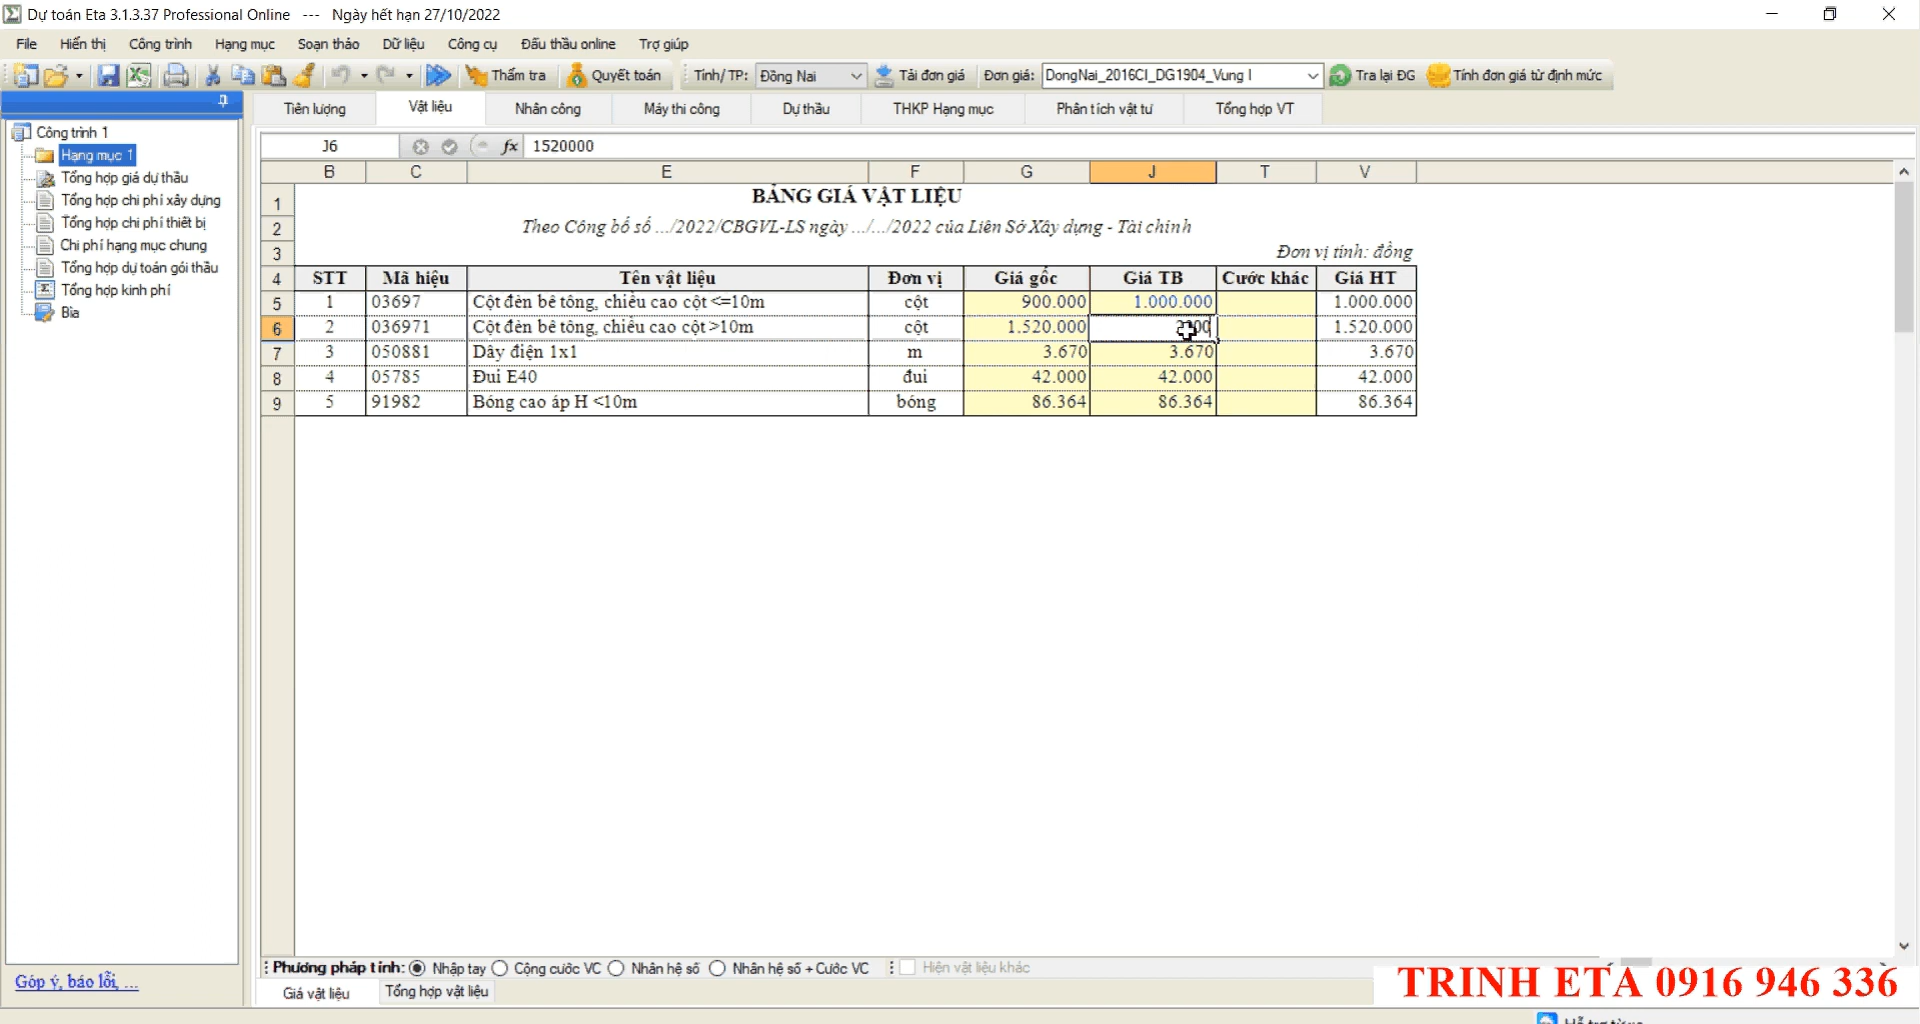 Dự toán Eta 3.1.3.37 Professional Online --- Ngày hết hạn 27/10/2022
File Hiển thị Công trình Hạng mục Soạn thảo Dữ liệu Công cụ Đấu thầu online Trợ giúp
Thẩm tra Quyết toán Tỉnh/ TP: Đồng Nai Tải đơn giá Đơn giá: DongNai_2016CI_DG1904_Vung I Tra lại ĐG Tính đơn giá từ định mức
Tiên lượng Vật liệu Nhân công Máy thi công Dự thầu THKP Hạng mục Phân tích vật tư Tổng hợp VT
Công trình 1
Hạng mục 1
Tổng hợp giá dự thầu
Tổng hợp chi phí xây dựng
Tổng hợp chi phí thiết bị
Chi phí hạng mục chung
Tổng hợp dự toán gói thầu
Tổng hợp kinh phí
Bìa
Góp ý, báo lỗi, ...
J6 fx 1520000
B C E F G J T V
1 BẢNG GIÁ VẬT LIỆU
2 Theo Công bố số .../2022/CBGVL-LS ngày .../.../2022 của Liên Sở Xây dựng - Tài chính
3 Đơn vị tính: đồng
4 STT Mã hiệu Tên vật liệu Đơn vị Giá gốc Giá TB Cước khác Giá HT
5 1 03697 Cột đèn bê tông, chiều cao cột <=10m cột 900.000 1.000.000 1.000.000
6 2 036971 Cột đèn bê tông, chiều cao cột >10m cột 1.520.000 1.520.000
7 3 050881 Dây điện 1x1 m 3.670 3.670 3.670
8 4 05785 Đui E40 đui 42.000 42.000 42.000
9 5 91982 Bóng cao áp H <10m bóng 86.364 86.364 86.364
Phương pháp tính: Nhập tay Cộng cước VC Nhân hệ số Nhân hệ số + Cước VC Hiện vật liệu khác
Giá vật liệu Tổng hợp vật liệu
TRINH ETA 0916 946 336